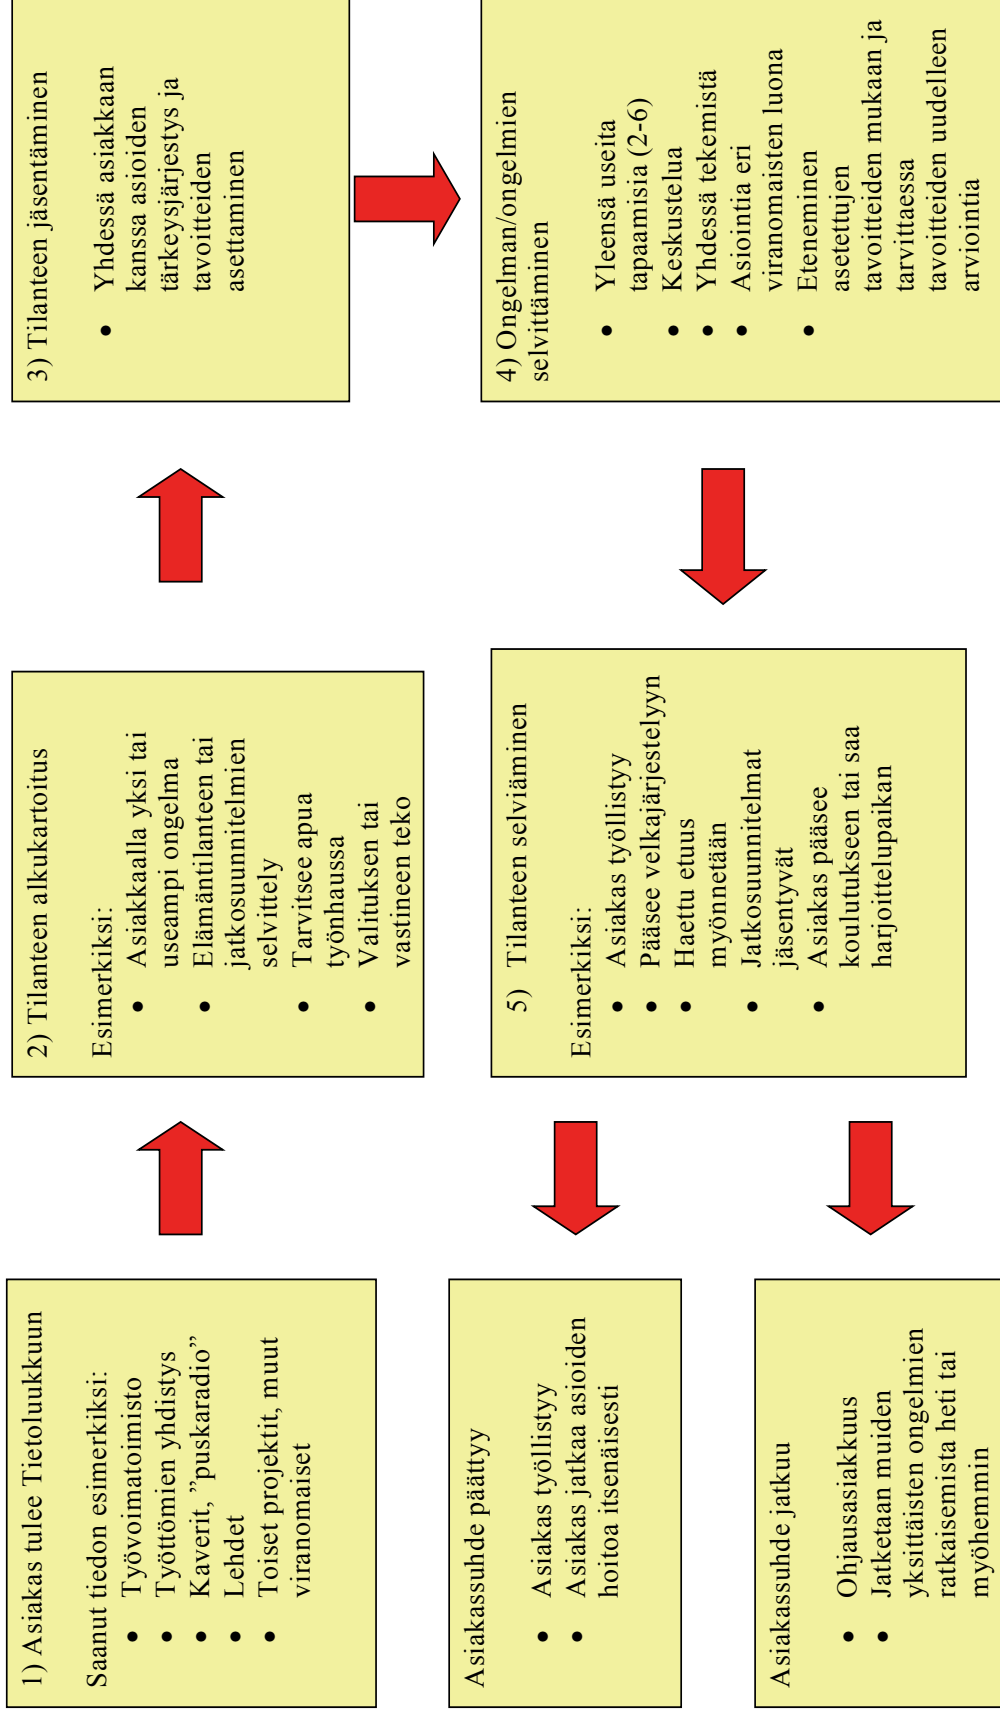 1) Asiakas tulee Tietoluukkuun
Saanut tiedon esimerkiksi:
• Työvoimatoimisto
• Työttömien yhdistys
• Kaverit, ”puskaradio”
• Lehdet
• Toiset projektit, muut
viranomaiset
2) Tilanteen alkukartoitus
Esimerkiksi:
• Asiakkaalla yksi tai
useampi ongelma
• Elämäntilanteen tai
jatkosuunnitelmien
selvittely
• Tarvitsee apua
työnhaussa
• Valituksen tai
vastineen teko
3) Tilanteen jäsentäminen
• Yhdessä asiakkaan
kanssa asioiden
tärkeysjärjestys ja
tavoitteiden
asettaminen
4) Ongelman/ongelmien
selvittäminen
• Yleensä useita
tapaamisia (2-6)
• Keskustelua
• Yhdessä tekemistä
• Asiointia eri
viranomaisten luona
• Eteneminen
asetettujen
tavoitteiden mukaan ja
tarvittaessa
tavoitteiden uudelleen
arviointia
5) Tilanteen selviäminen
Esimerkiksi:
• Asiakas työllistyy
• Pääsee velkajärjestelyyn
• Haettu etuus
myönnetään
• Jatkosuunnitelmat
jäsentyvät
• Asiakas pääsee
koulutukseen tai saa
harjoittelupaikan
Asiakassuhde päättyy
• Asiakas työllistyy
• Asiakas jatkaa asioiden
hoitoa itsenäisesti
Asiakassuhde jatkuu
• Ohjausasiakkuus
• Jatketaan muiden
yksittäisten ongelmien
ratkaisemista heti tai
myöhemmin